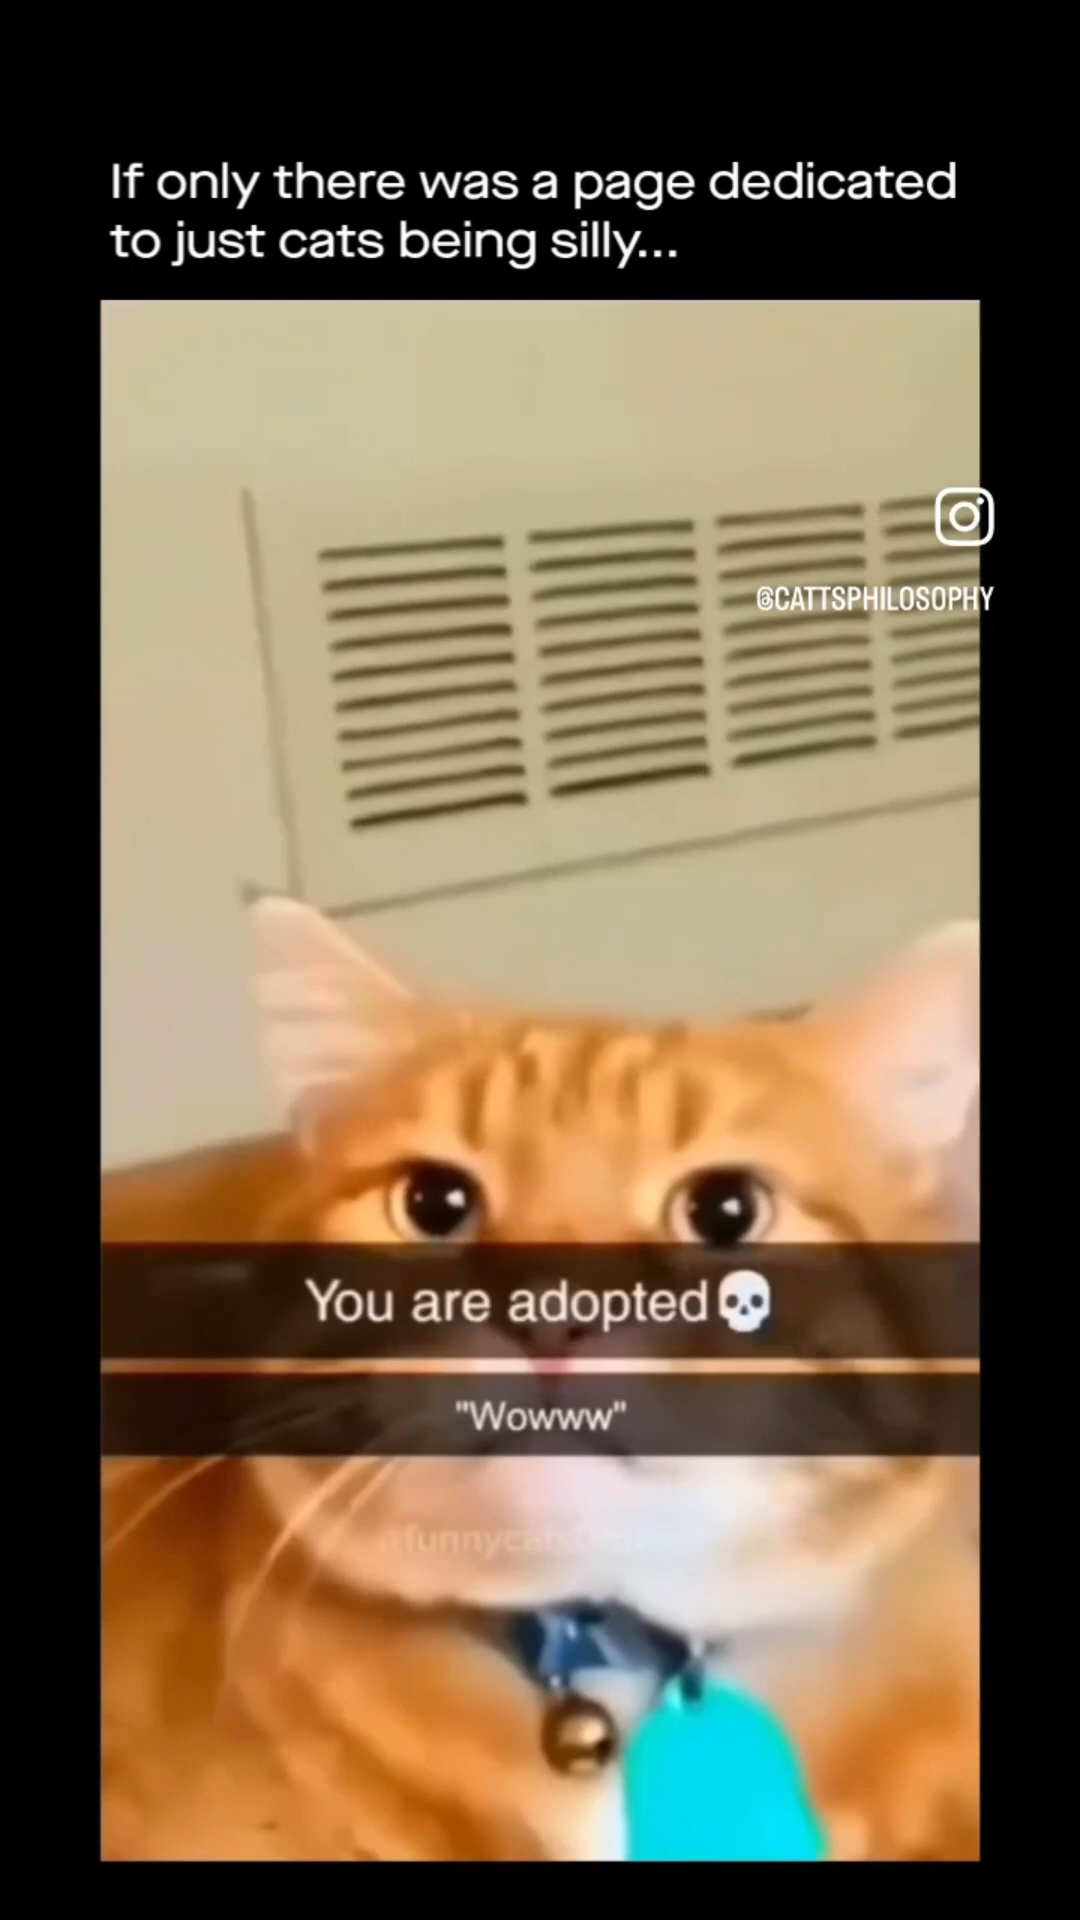 If only there was a page dedicated
to just cats being silly...
@CATTSPHILOSOPHY
You are adopted💀
"Wowww"